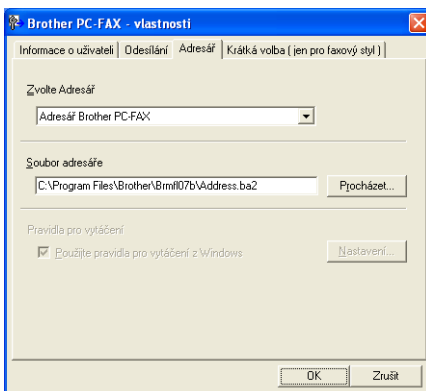 Brother PC-FAX - vlastnosti
Informace o uživateli Odesílání Adresář Krátká volba ( jen pro faxový styl )
Zvolte Adresář
Adresář Brother PC-FAX
Soubor adresáře
C:\Program Files\Brother\Brmfl07b\Address.ba2 Procházet...
Pravidla pro vytáčení
Použijte pravidla pro vytáčení z Windows Nastavení...
OK Zrušit